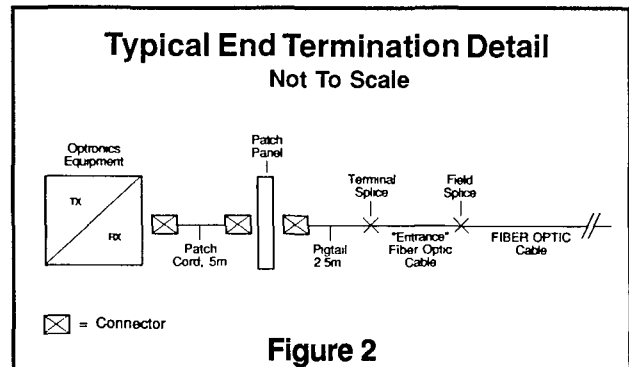 Typical End Termination Detail
Not To Scale
Optronics
Equipment
TX
RX
Patch
Cord, 5m
Patch
Panel
Pigtail
2 5m
Terminal
Splice
"Entrance"
Fiber Optic
Cable
Field
Splice
FIBER OPTIC
Cable
= Connector
Figure 2